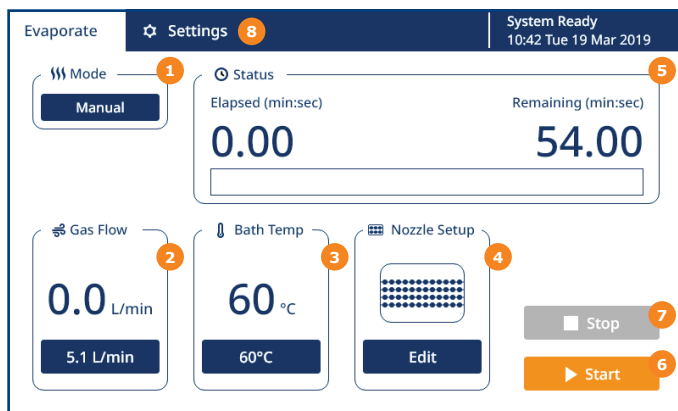 Evaporate
Settings 8
System Ready
10:42 Tue 19 Mar 2019
Mode 1
Manual
Status 5
Elapsed (min:sec) Remaining (min:sec)
0.00 54.00
Gas Flow
2
0.0 L/min
5.1 L/min
Bath Temp
3
60 °C
60°C
Nozzle Setup
4
Edit
Stop 7
Start 6